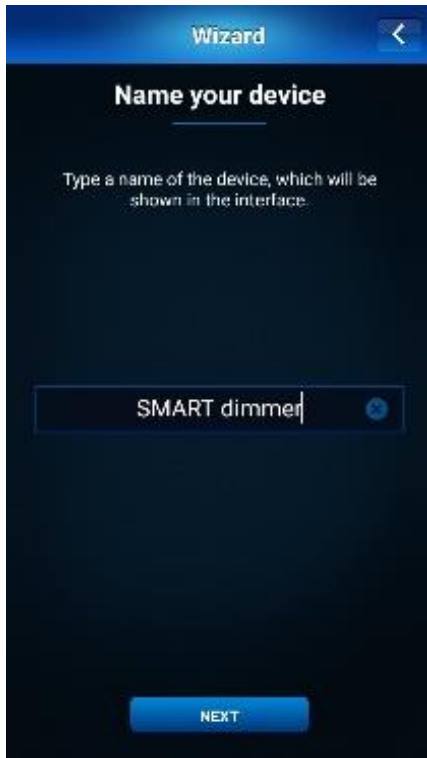 Wizard
Name your device
Type a name of the device, which will be
shown in the interface.
SMART dimmer
NEXT